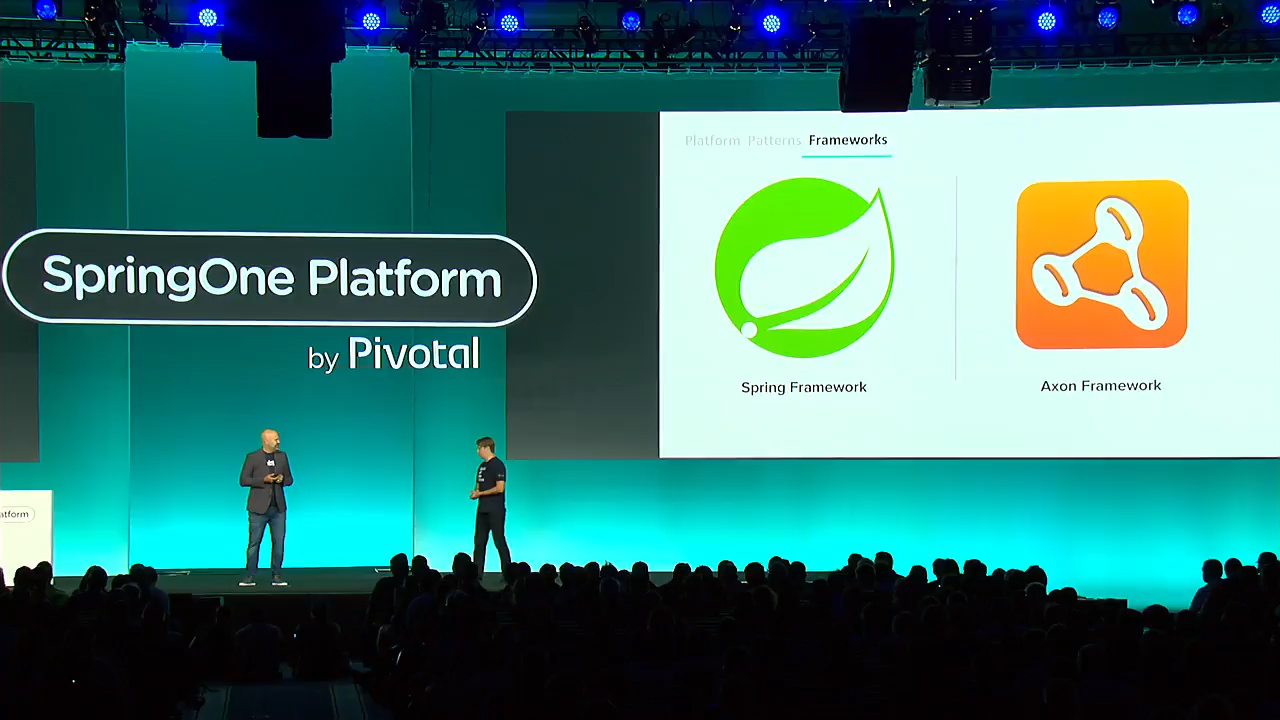 SpringOne Platform
by Pivotal
Platform Patterns Frameworks
Spring Framework
Axon Framework
atform